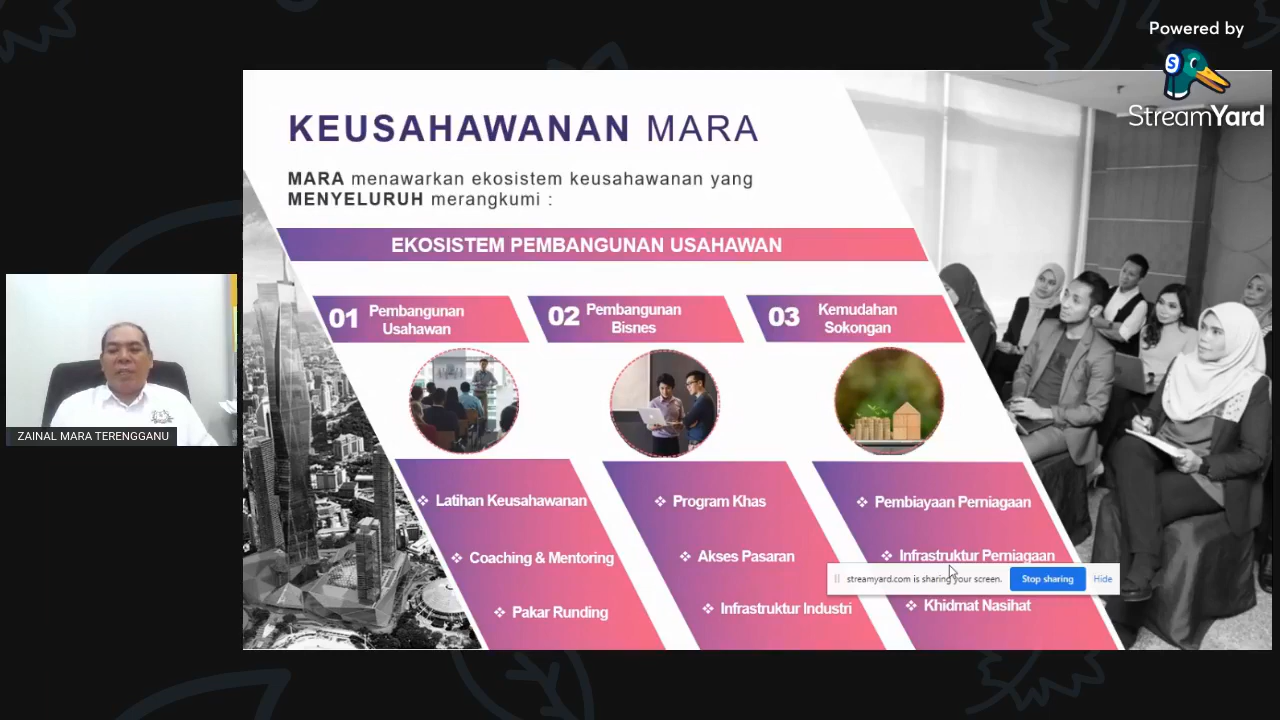 Powered by
StreamYard
KEUSAHAWANAN MARA
MARA menawarkan ekosistem keusahawanan yang
MENYELURUH merangkumi :
EKOSISTEM PEMBANGUNAN USAHAWAN
01 Pembangunan
Usahawan
02 Pembangunan
Bisnes
03 Kemudahan
Sokongan
❖ Latihan Keusahawanan
❖ Coaching & Mentoring
❖ Pakar Runding
❖ Program Khas
❖ Akses Pasaran
❖ Infrastruktur Industri
❖ Pembiayaan Perniagaan
❖ Infrastruktur Perniagaan
❖ Khidmat Nasihat
streamyard.com is sharing your screen.
Stop sharing
Hide
ZAINAL MARA TERENGGANU